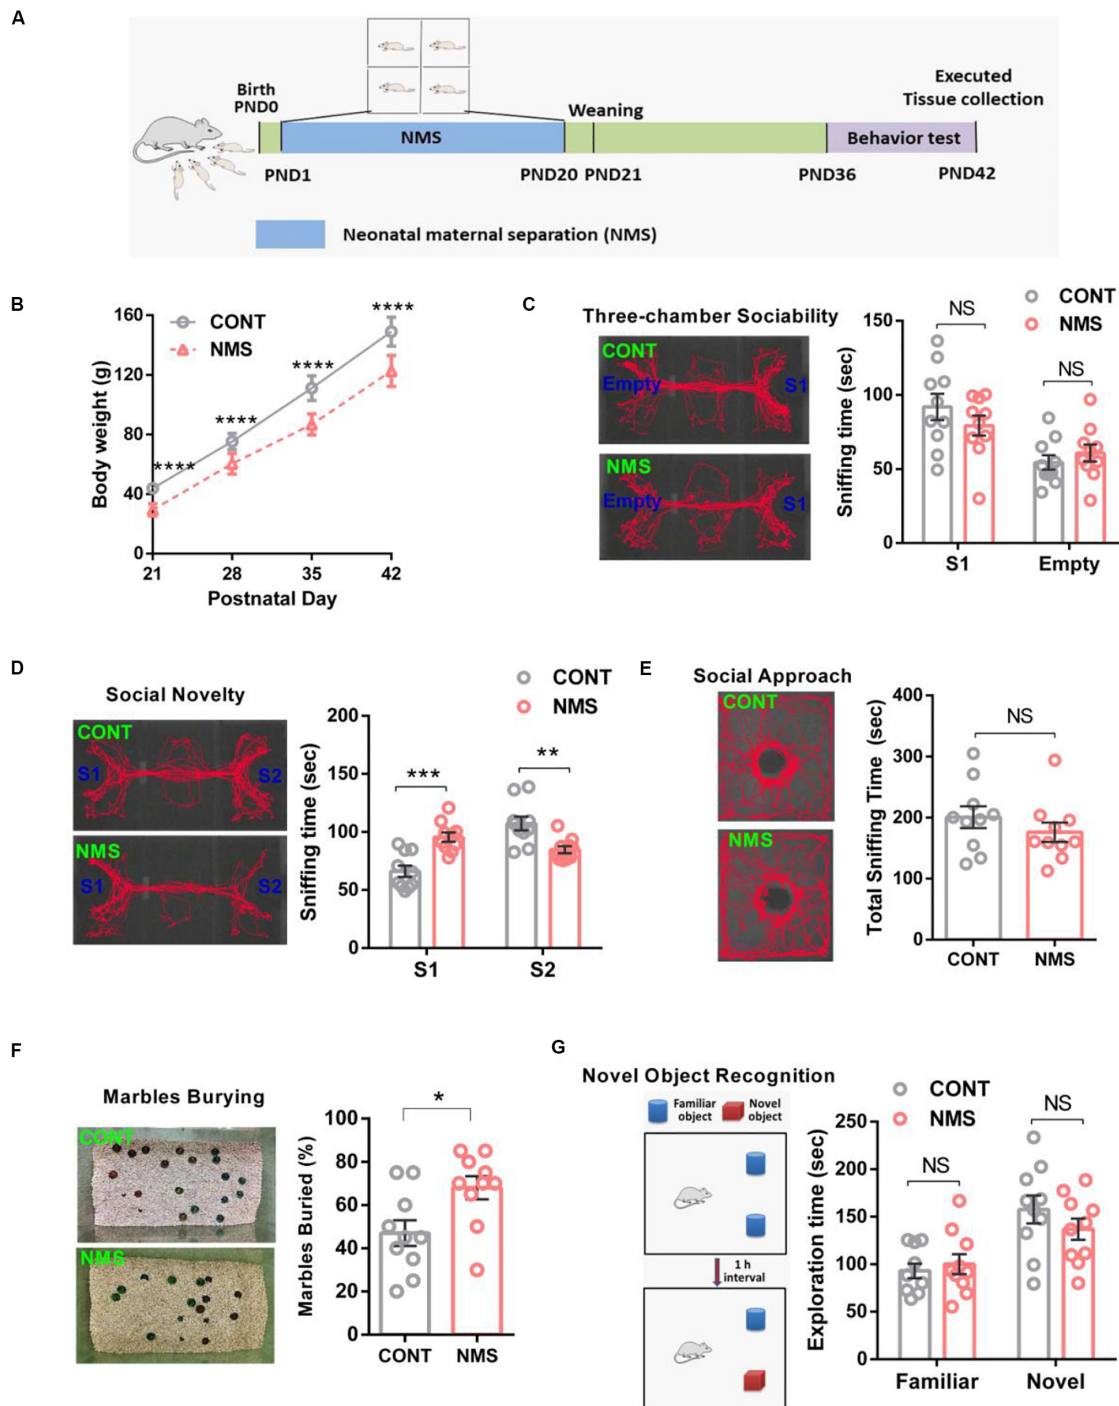 A
Birth
PND0
NMS
Weaning
Executed
Tissue collection
Behavior test
PND1
PND20 PND21
PND36
PND42
Neonatal maternal separation (NMS)
B
****
****
****
****
CONT
NMS
Body weight (g)
160
120
80
40
0
21 28 35 42
Postnatal Day
C
Three-chamber Sociability
CONT
Empty S1
NMS
Empty S1
CONT
NMS
NS
NS
Sniffing time (sec)
150
100
50
0
S1 Empty
D
Social Novelty
CONT
S1 S2
NMS
S1 S2
CONT
NMS
***
**
Sniffing time (sec)
200
150
100
50
0
S1 S2
E
Social Approach
CONT
NMS
NS
Total Sniffing Time (sec)
400
300
200
100
0
CONT NMS
F
Marbles Burying
CONT
NMS
*
Marbles Buried (%)
100
80
60
40
20
0
CONT NMS
G
Novel Object Recognition
Familiar
object
Novel
object
1 h
interval
CONT
NMS
NS
NS
Exploration time (sec)
250
200
150
100
50
0
Familiar Novel